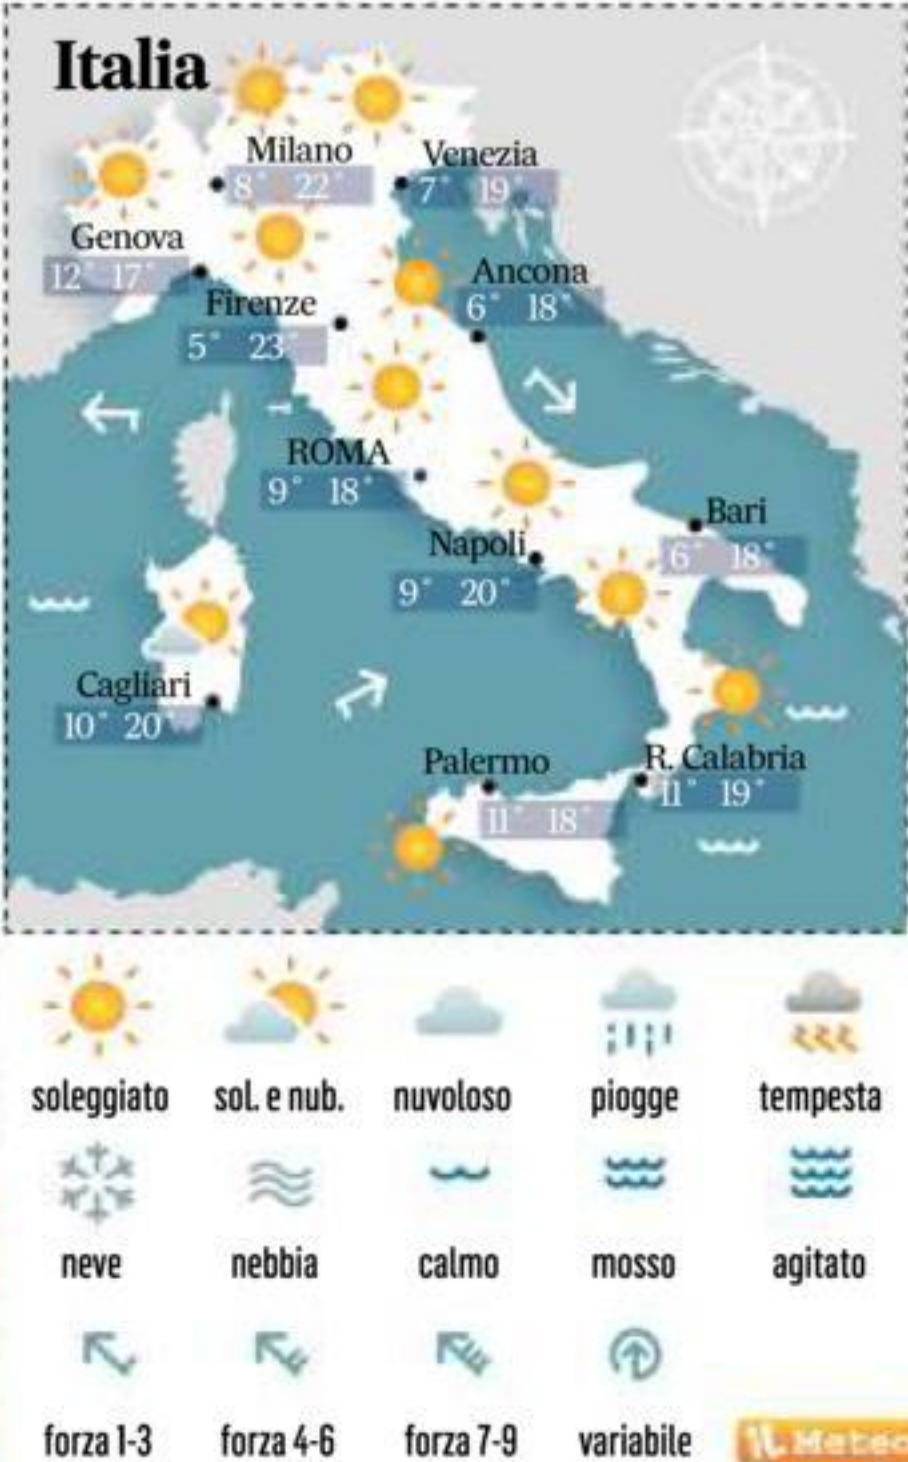 Italia
Milano
8° 22°
Venezia
7° 19°
Genova
12° 17°
Ancona
6° 18°
Firenze
5° 23°
ROMA
9° 18°
Bari
6° 18°
Napoli
9° 20°
Cagliari
10° 20°
Palermo
11° 18°
R. Calabria
11° 19°
soleggiato sol. e nub. nuvoloso piogge tempesta
neve nebbia calmo mosso agitato
forza 1-3 forza 4-6 forza 7-9 variabile
Meteo